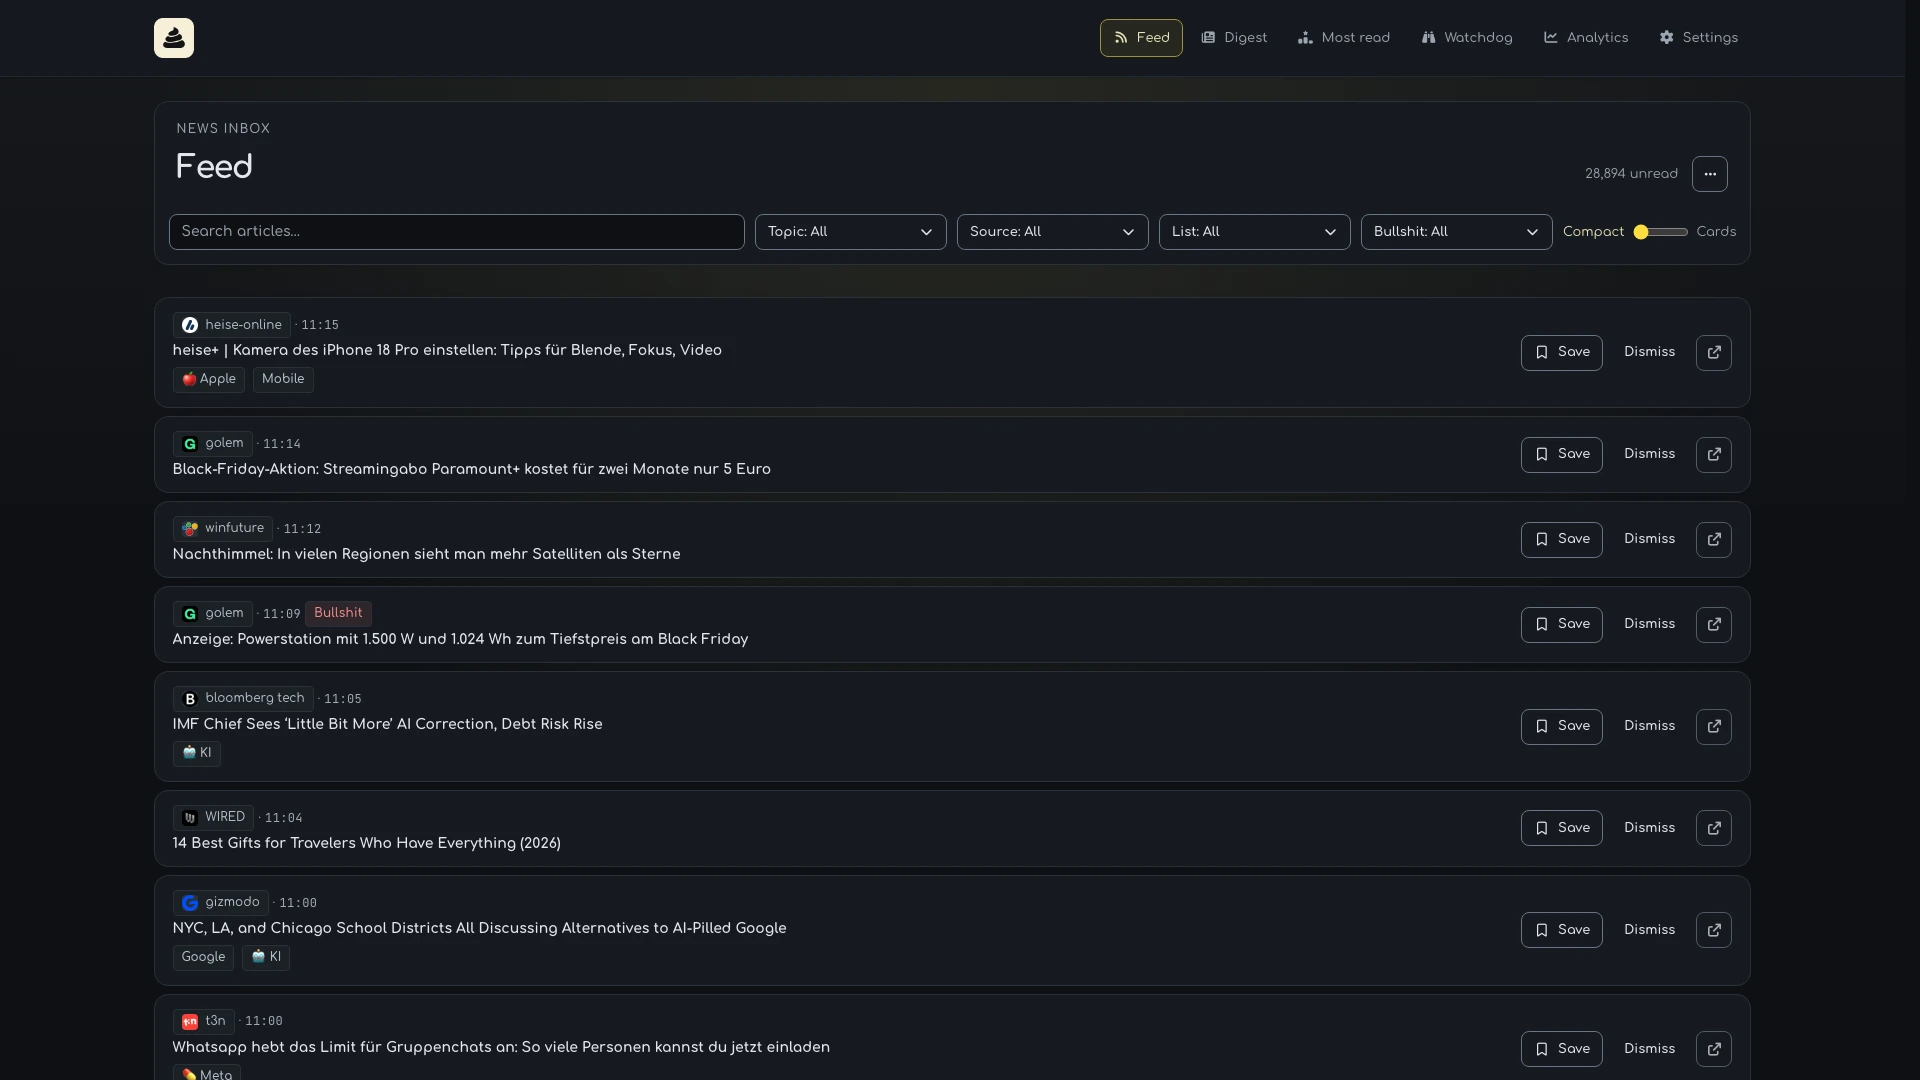 Feed
Digest
Most read
Watchdog
Analytics
Settings
NEWS INBOX
Feed
28,894 unread
Search articles...
Topic: All
Source: All
List: All
Bullshit: All
Compact
Cards
heise-online · 11:15
heise+ | Kamera des iPhone 18 Pro einstellen: Tipps für Blende, Fokus, Video
Apple
Mobile
Save
Dismiss
golem · 11:14
Black-Friday-Aktion: Streamingabo Paramount+ kostet für zwei Monate nur 5 Euro
Save
Dismiss
winfuture · 11:12
Nachthimmel: In vielen Regionen sieht man mehr Satelliten als Sterne
Save
Dismiss
golem · 11:09 Bullshit
Anzeige: Powerstation mit 1.500 W und 1.024 Wh zum Tiefstpreis am Black Friday
Save
Dismiss
bloomberg tech · 11:05
IMF Chief Sees ‘Little Bit More’ AI Correction, Debt Risk Rise
KI
Save
Dismiss
WIRED · 11:04
14 Best Gifts for Travelers Who Have Everything (2026)
Save
Dismiss
gizmodo · 11:00
NYC, LA, and Chicago School Districts All Discussing Alternatives to AI-Pilled Google
Google
KI
Save
Dismiss
t3n · 11:00
Whatsapp hebt das Limit für Gruppenchats an: So viele Personen kannst du jetzt einladen
Meta
Save
Dismiss